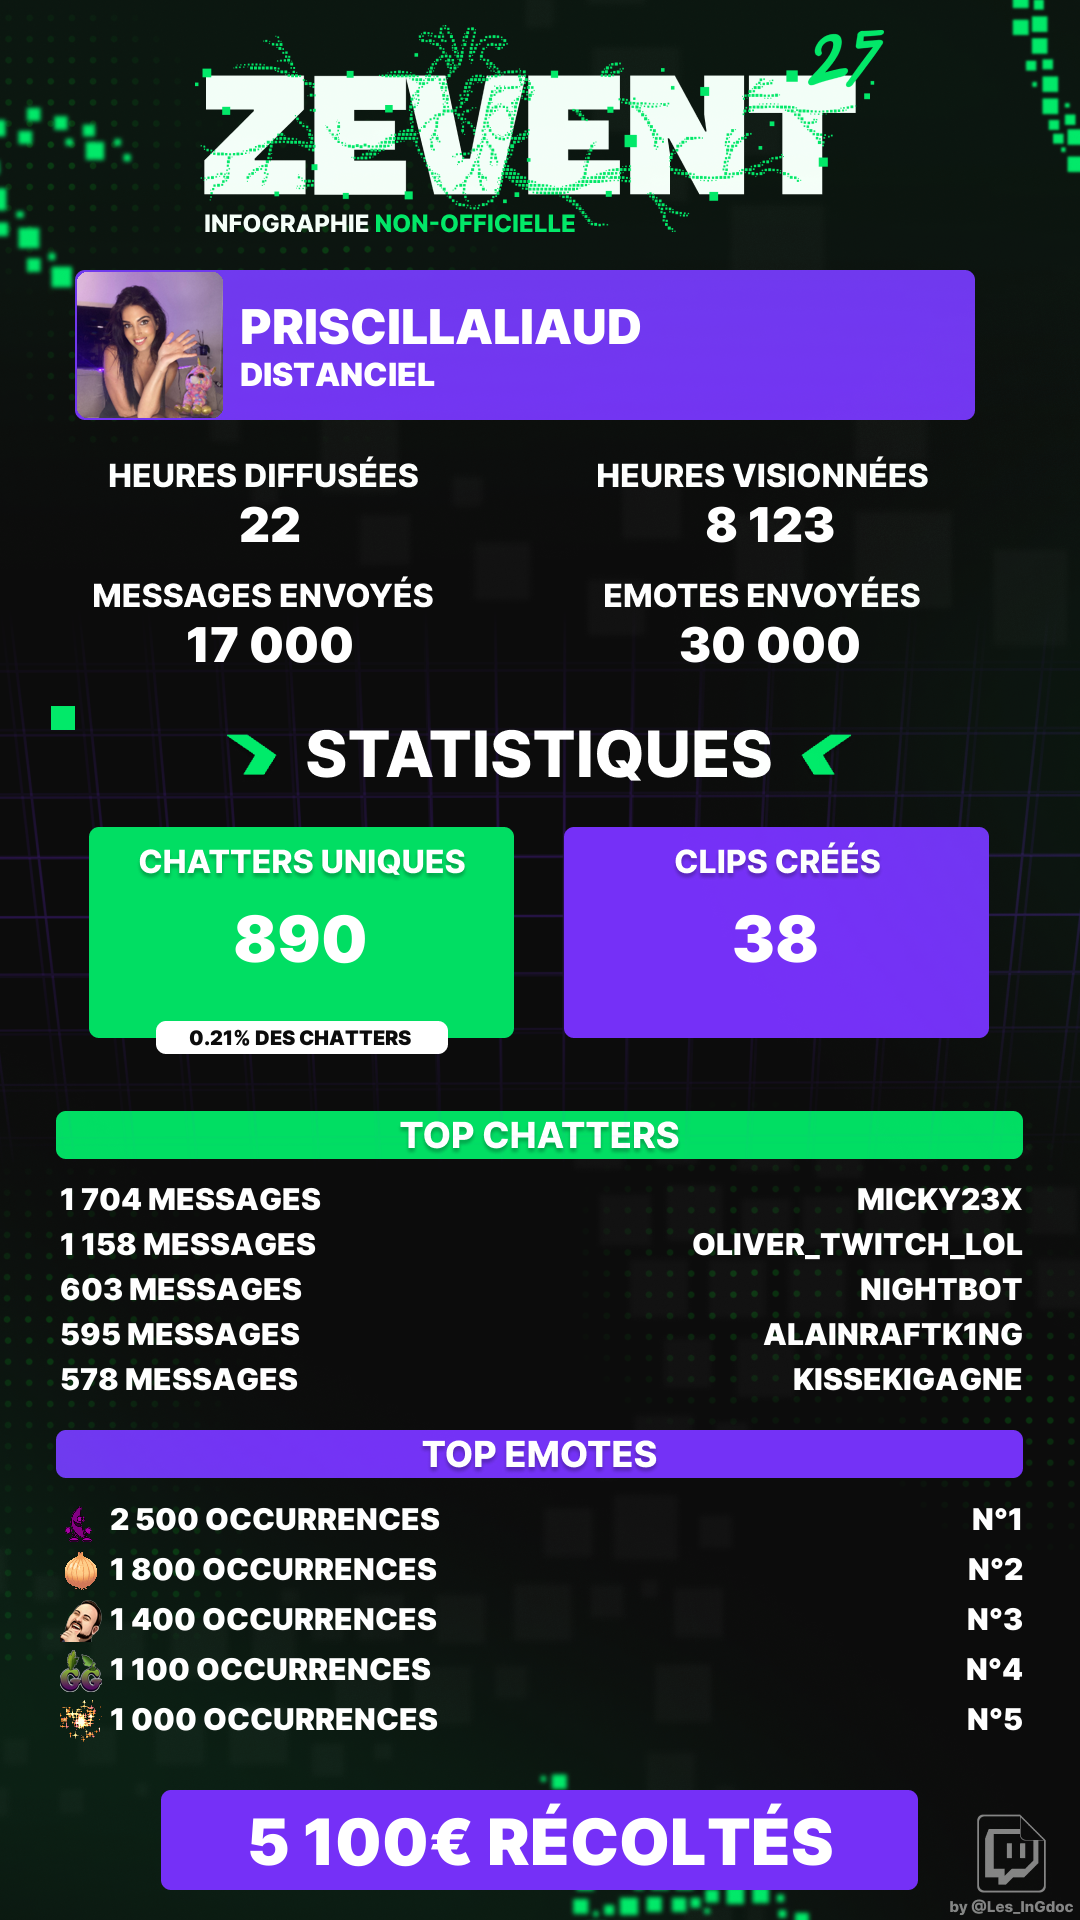 ZEVENT 25
INFOGRAPHIE NON-OFFICIELLE
PRISCILLALIAUD
DISTANCIEL
HEURES DIFFUSÉES
22
HEURES VISIONNÉES
8 123
MESSAGES ENVOYÉS
17 000
EMOTES ENVOYÉES
30 000
STATISTIQUES
CHATTERS UNIQUES
890
0.21% DES CHATTERS
CLIPS CRÉÉS
38
TOP CHATTERS
1 704 MESSAGES MICKY23X
1 158 MESSAGES OLIVER_TWITCH_LOL
603 MESSAGES NIGHTBOT
595 MESSAGES ALAINRAFTK1NG
578 MESSAGES KISSEKIGAGNE
TOP EMOTES
2 500 OCCURRENCES N°1
1 800 OCCURRENCES N°2
1 400 OCCURRENCES N°3
GG 1 100 OCCURRENCES N°4
1 000 OCCURRENCES N°5
5 100€ RÉCOLTÉS
by @Les_InGdoc